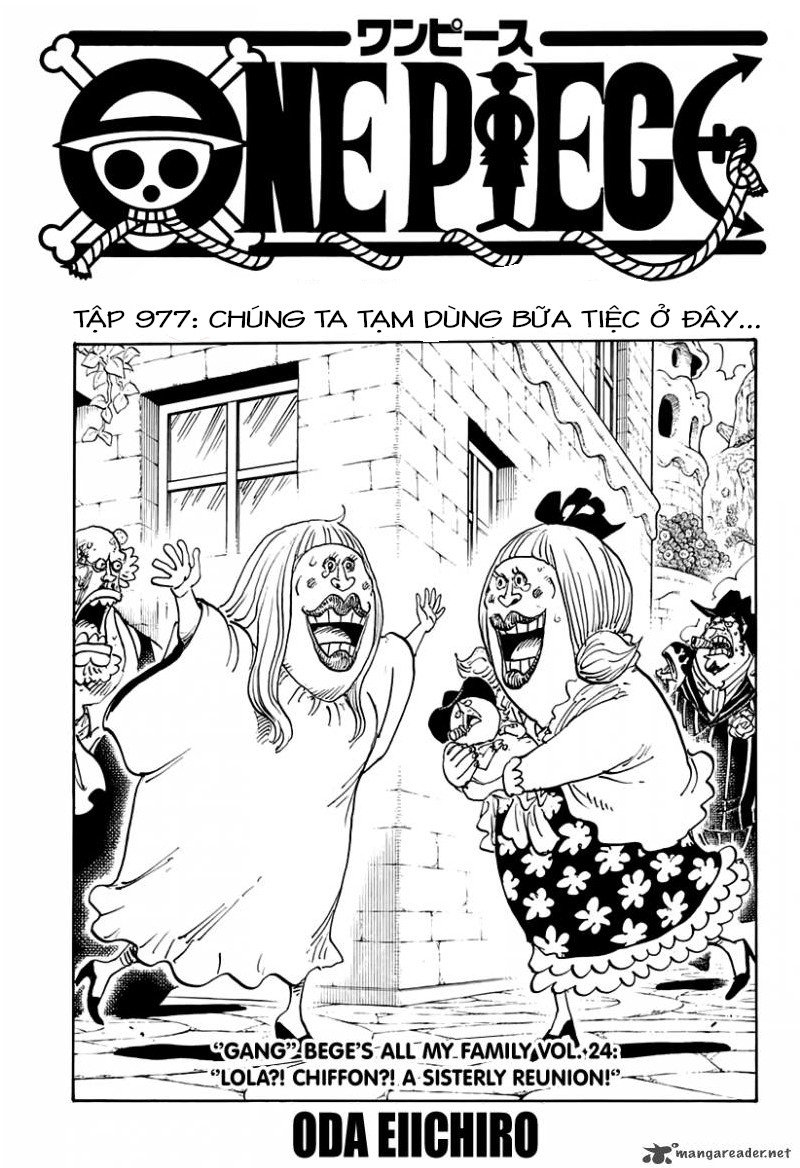 ワンピース
ONE PIECE
TẬP 977: CHÚNG TA TẠM DỪNG BỮA TIỆC Ở ĐÂY...
"GANG" BEGE'S ALL MY FAMILY VOL. 24:
"LOLA?! CHIFFON?! A SISTERLY REUNION!"
ODA EIICHIRO
mangareader.net